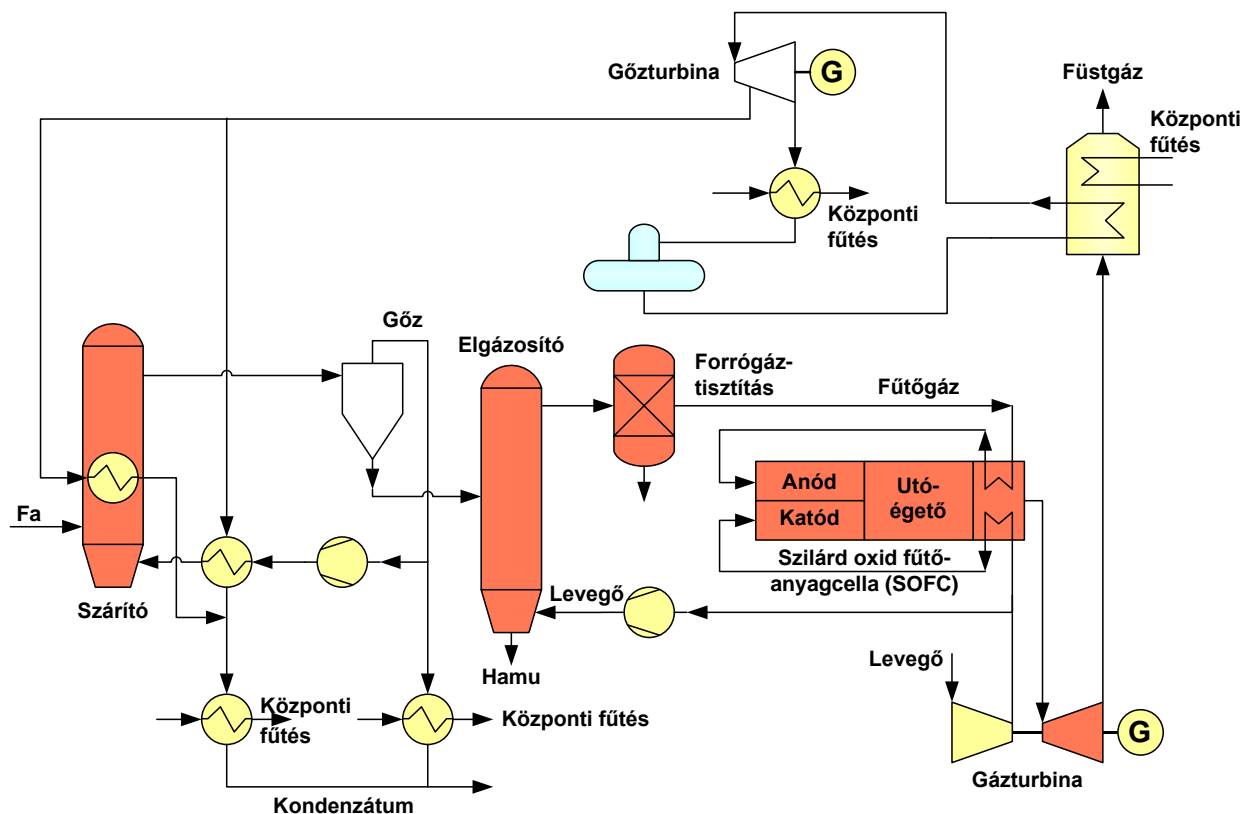 Gőzturbina
G
Füstgáz
Központi
fűtés
Központi
fűtés
Gőz
Elgázosító
Forrógáz-
tisztítás
Fűtőgáz
Anód
Katód
Utó-
égető
Fa
Szilárd oxid fűtő-
anyagcella (SOFC)
Szárító
Levegő
Hamu
Levegő
Központi
fűtés
Központi fűtés
G
Gázturbina
Kondenzátum